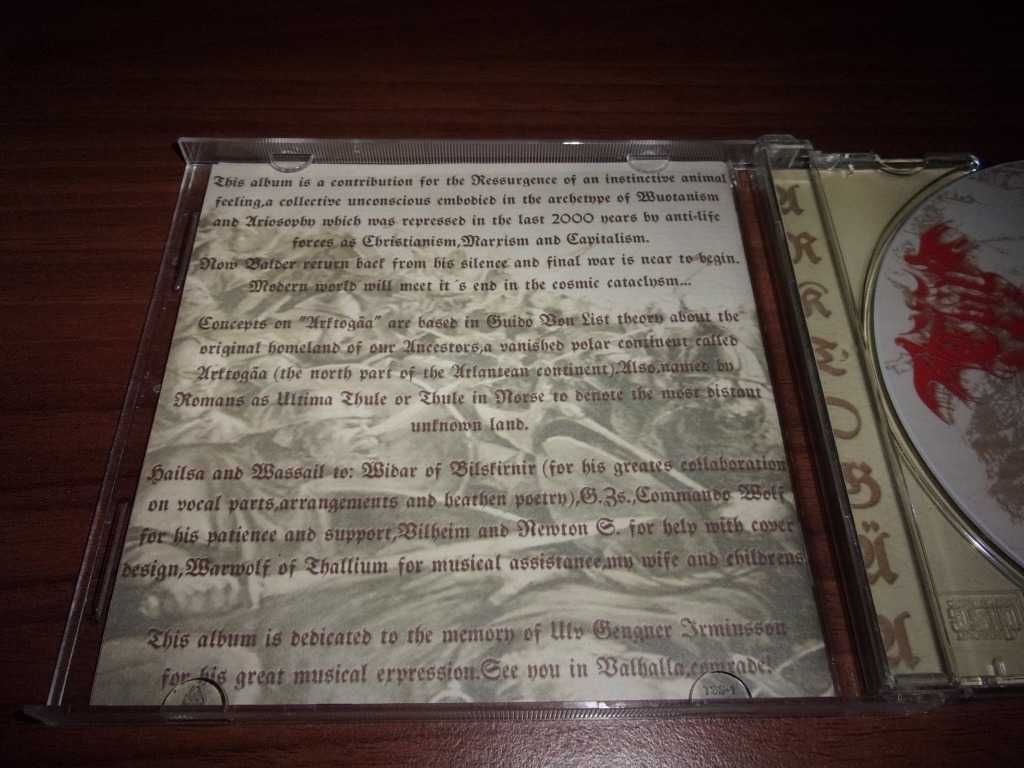 This album is a contribution for the Ressurgence of an instinctive animal
feeling,a collective unconscious embodied in the archetype of Wuotanism
and Ariosophy which was repressed in the last 2000 years by anti-life
forces as Christianism,Marxism and Capitalism.
Now Balder return back from his silence and final war is near to begin.
Modern world will meet it´s end in the cosmic cataclysm...
Concepts on "Arktogäa" are based in Guido Von List theory about the
original homeland of our Ancestors,a vanished polar continent called
Arktogäa (the north part of the Atlantean continent).Also,named by
Romans as Ultima Thule or Thule in Norse to denote the most distant
unknown land.
Hailsa and Wassail to: Widar of Bilskirnir (for his greates collaboration
on vocal parts,arrangements and heathen poetry),G.Zs.,Commando Wolf
for his patience and support,Vilheim and Newton S. for help with cover
design,Warwolf of Thallium for musical assistance,my wife and childrens
This album is dedicated to the memory of Ulv Gengner Irminsson
for his great musical expression.See you in Valhalla,comrade!
A
R
K
T
O
G
Ä
A